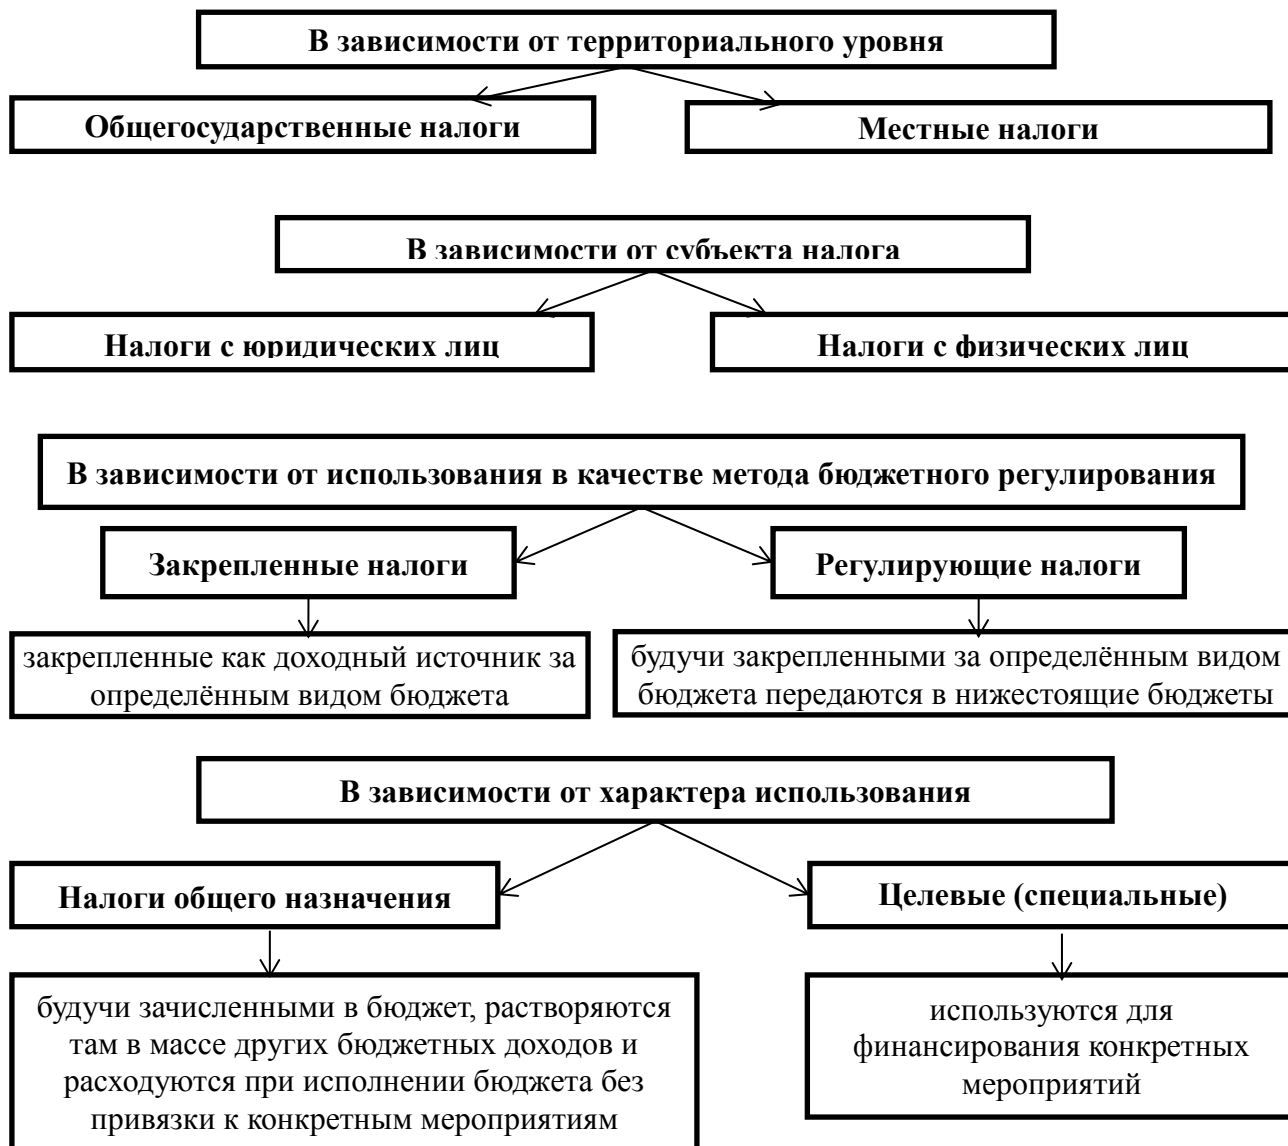 В зависимости от территориального уровня
Общегосударственные налоги
Местные налоги
В зависимости от субъекта налога
Налоги с юридических лиц
Налоги с физических лиц
В зависимости от использования в качестве метода бюджетного регулирования
Закрепленные налоги
Регулирующие налоги
закрепленные как доходный источник за
определённым видом бюджета
будучи закрепленными за определённым видом
бюджета передаются в нижестоящие бюджеты
В зависимости от характера использования
Налоги общего назначения
Целевые (специальные)
будучи зачисленными в бюджет, растворяются
там в массе других бюджетных доходов и
расходуются при исполнении бюджета без
привязки к конкретным мероприятиям
используются для
финансирования конкретных
мероприятий